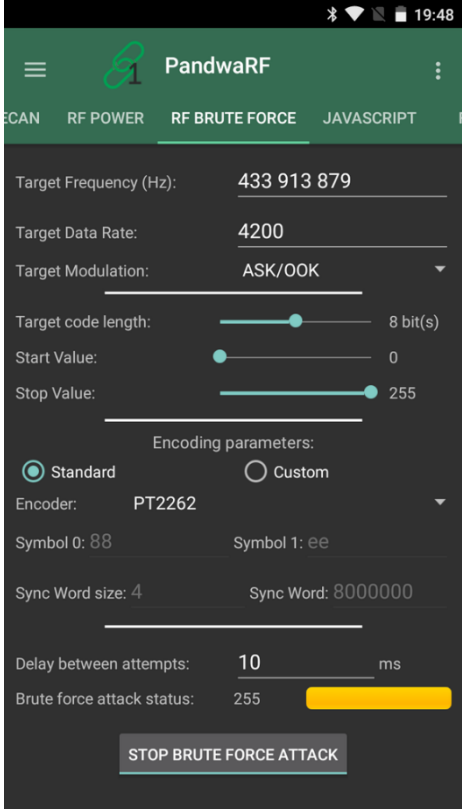 19:48
1 PandwaRF
ECAN RF POWER RF BRUTE FORCE JAVASCRIPT
Target Frequency (Hz): 433 913 879
Target Data Rate: 4200
Target Modulation: ASK/OOK
Target code length: 8 bit(s)
Start Value: 0
Stop Value: 255
Encoding parameters:
Standard Custom
Encoder: PT2262
Symbol 0: 88 Symbol 1: ee
Sync Word size: 4 Sync Word: 8000000
Delay between attempts: 10 ms
Brute force attack status: 255
STOP BRUTE FORCE ATTACK